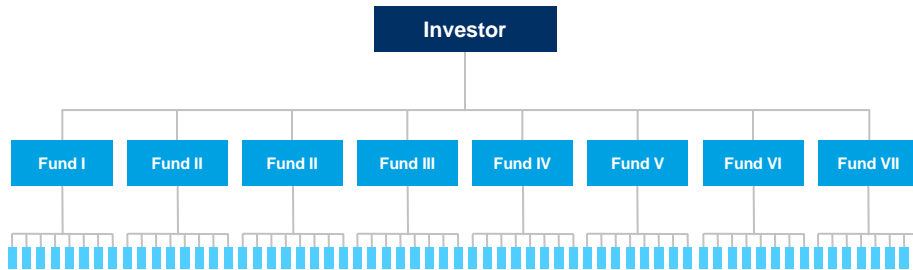 Investor
Fund I
Fund II
Fund II
Fund III
Fund IV
Fund V
Fund VI
Fund VII